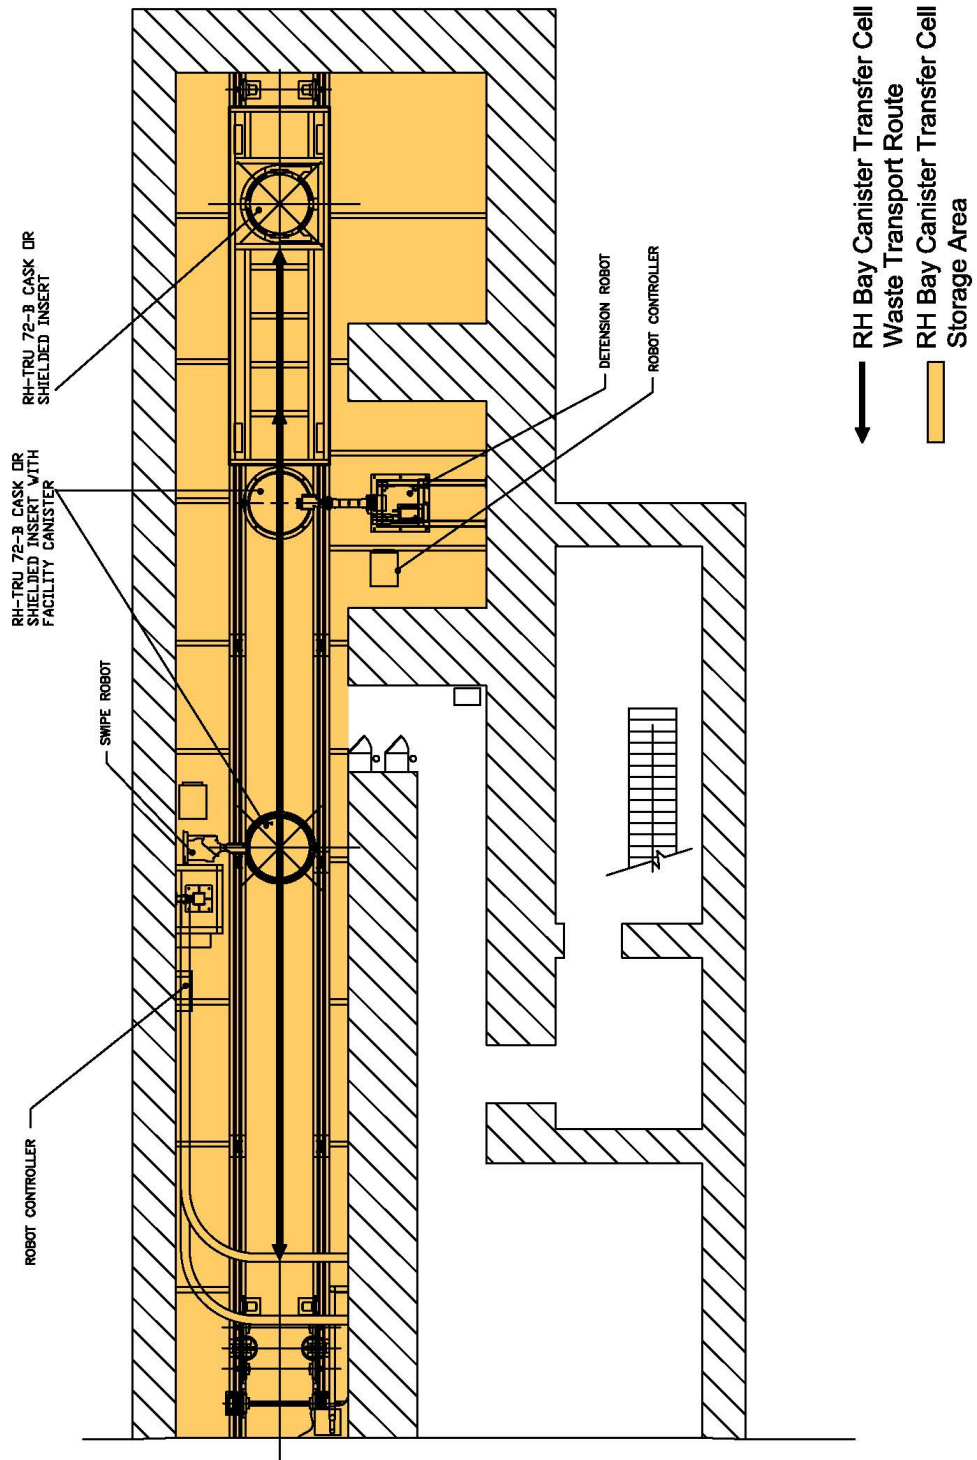 RH-TRU 72-B CASK OR
SHIELDED INSERT
RH-TRU 72-B CASK OR
SHIELDED INSERT WITH
FACILITY CANISTER
SWIPE ROBOT
ROBOT CONTROLLER
DETENSION ROBOT
ROBOT CONTROLLER
RH Bay Canister Transfer Cell
Waste Transport Route
RH Bay Canister Transfer Cell
Storage Area